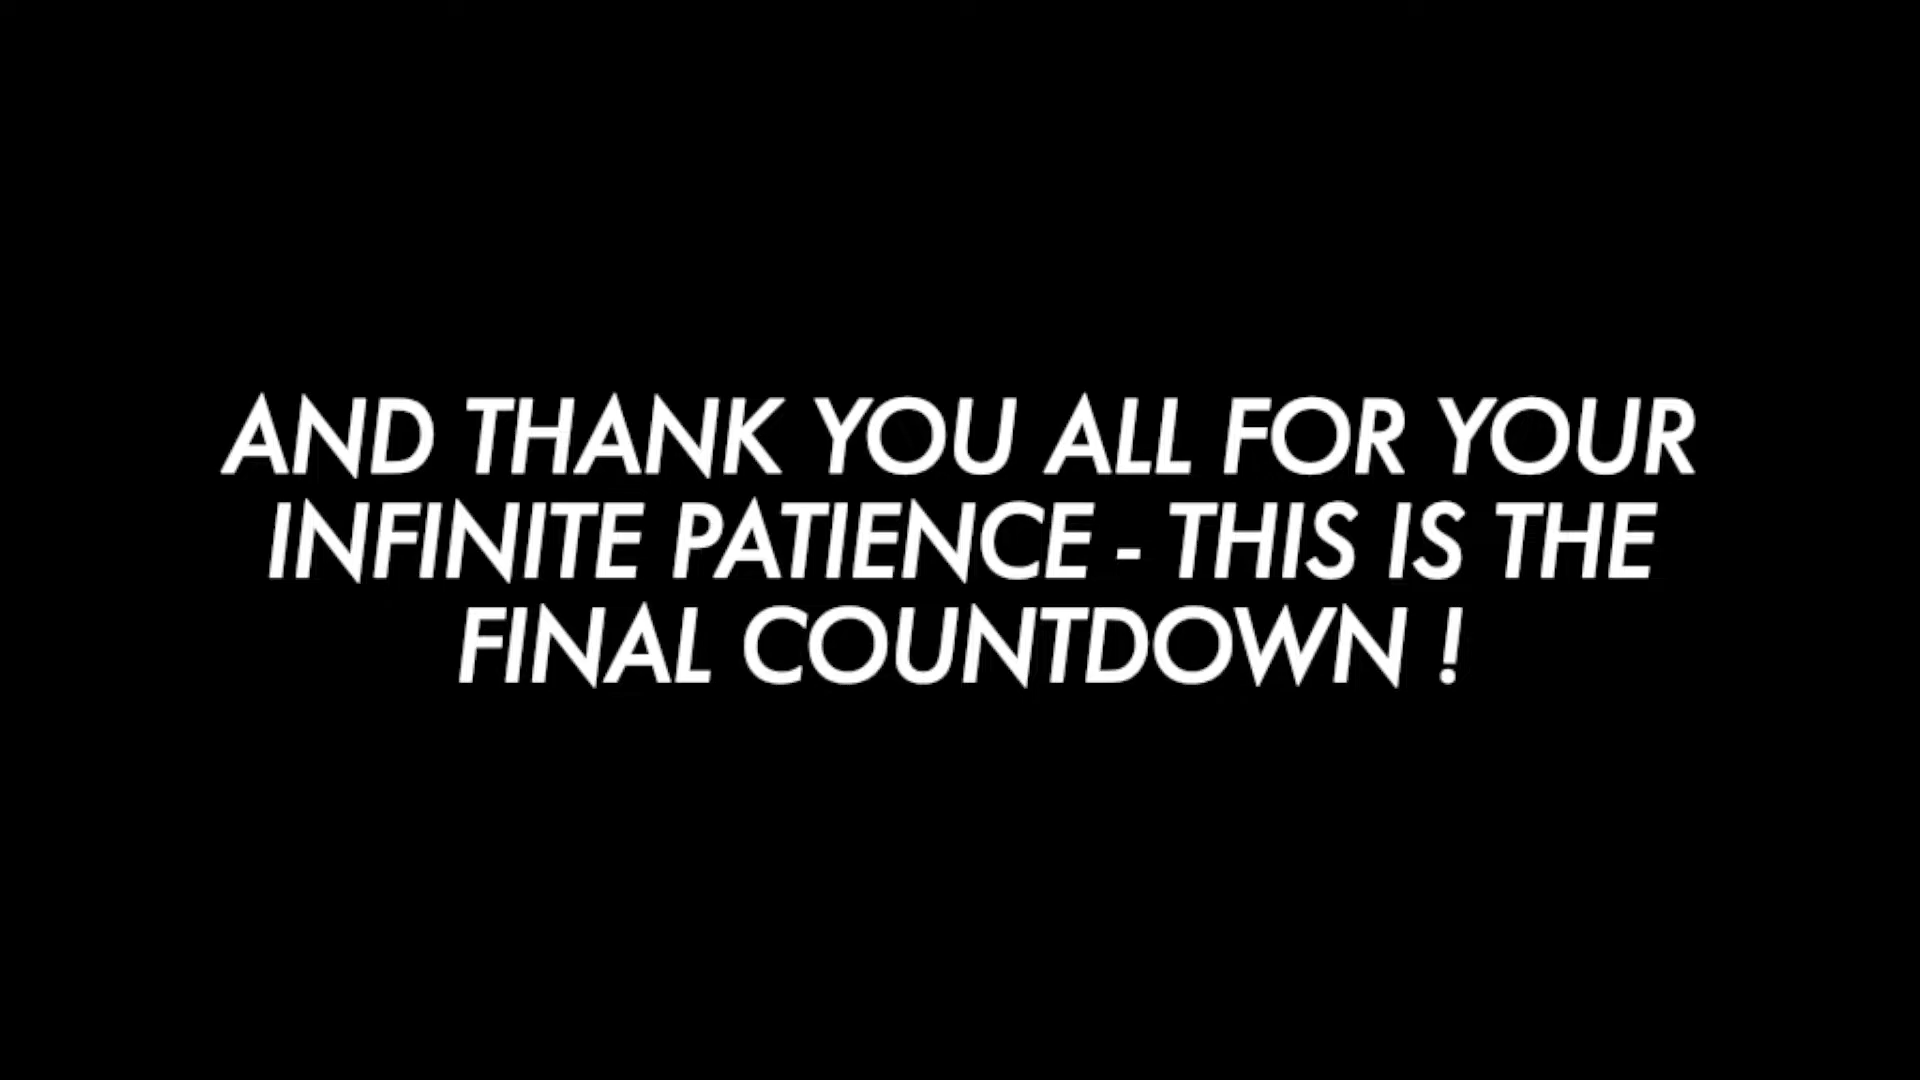 AND THANK YOU ALL FOR YOUR
INFINITE PATIENCE - THIS IS THE
FINAL COUNTDOWN !